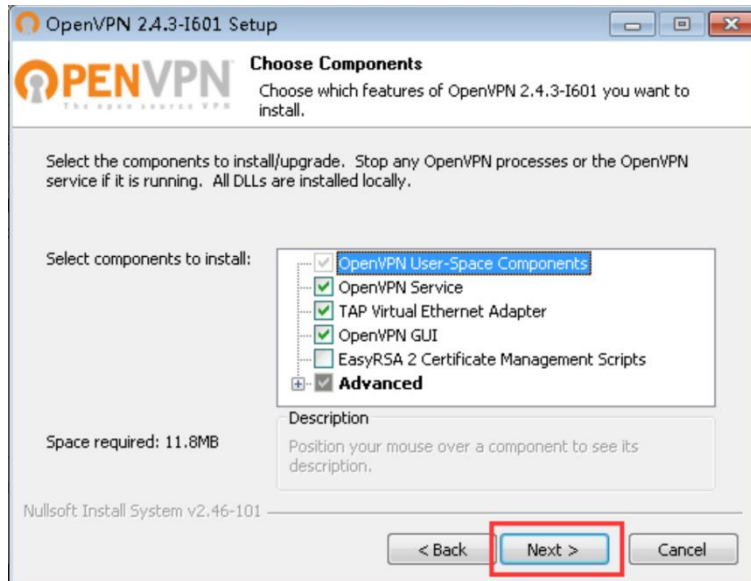 OpenVPN 2.4.3-I601 Setup
OPENVPN
The open source VPN
Choose Components
Choose which features of OpenVPN 2.4.3-I601 you want to
install.
Select the components to install/upgrade. Stop any OpenVPN processes or the OpenVPN
service if it is running. All DLLs are installed locally.
Select components to install:
OpenVPN User-Space Components
OpenVPN Service
TAP Virtual Ethernet Adapter
OpenVPN GUI
EasyRSA 2 Certificate Management Scripts
Advanced
Space required: 11.8MB
Description
Position your mouse over a component to see its
description.
Nullsoft Install System v2.46-101
< Back
Next >
Cancel